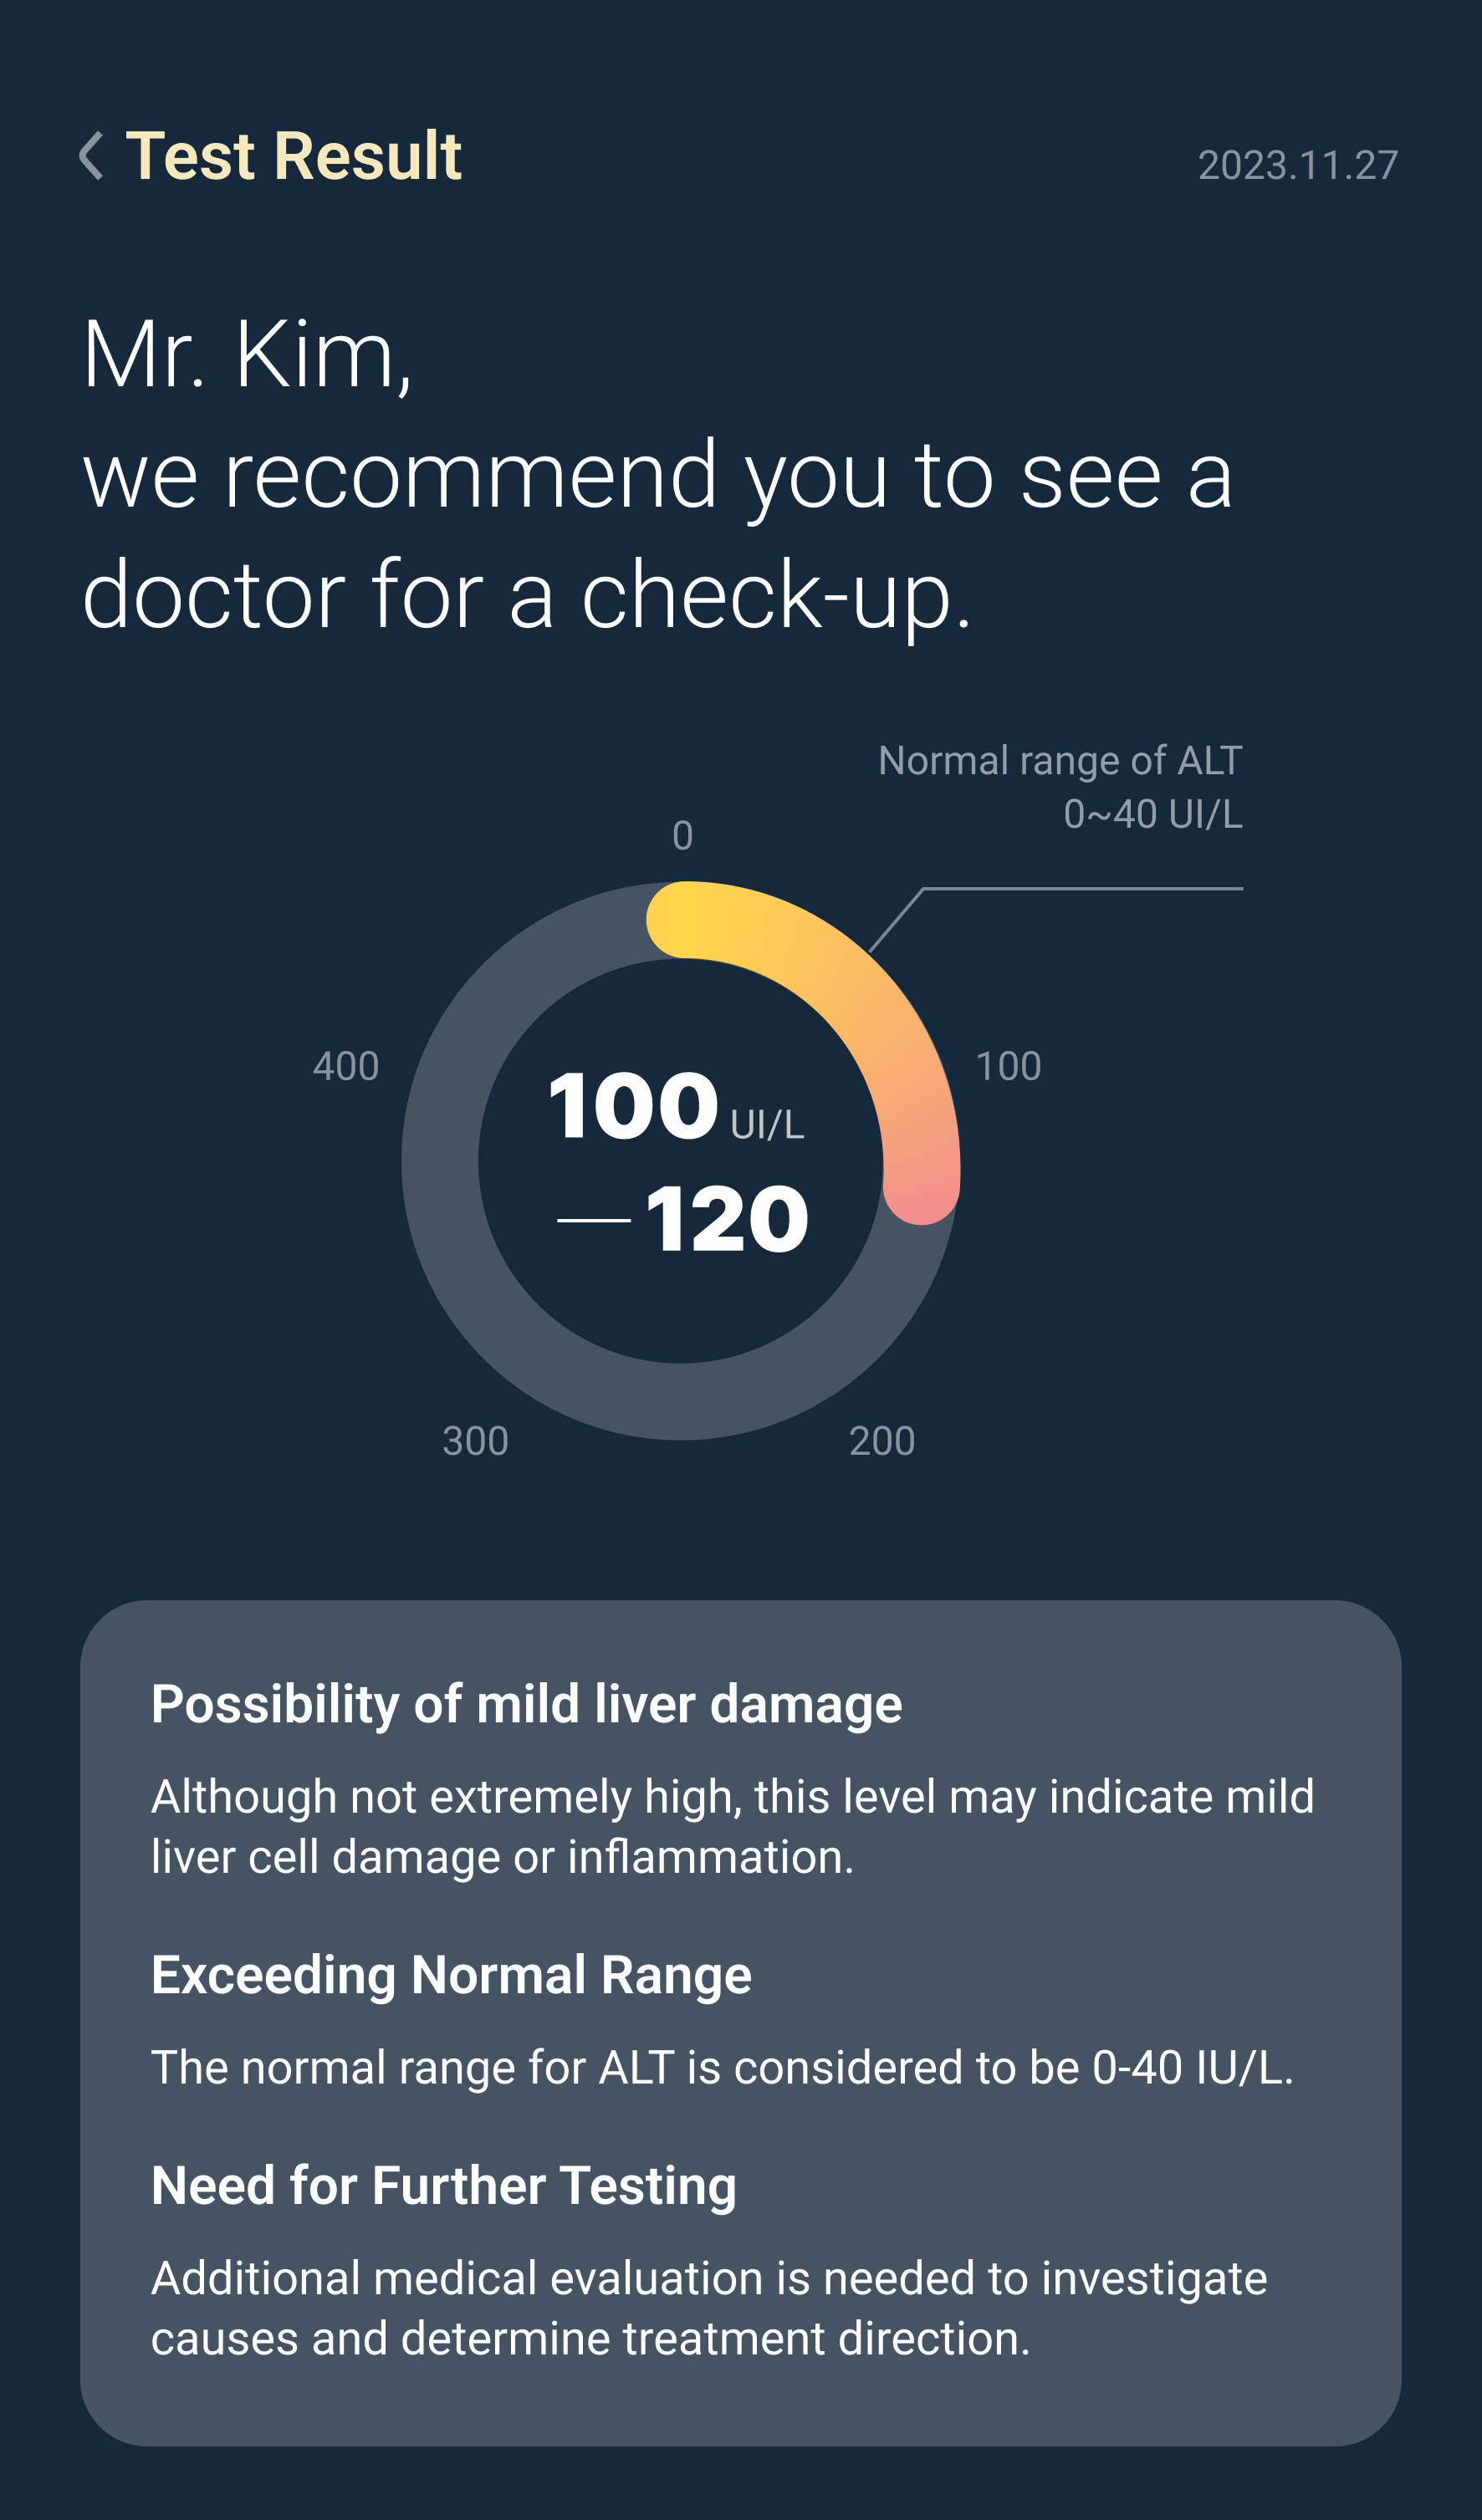 Test Result
2023.11.27
Mr. Kim,
we recommend you to see a
doctor for a check-up.
Normal range of ALT
0~40 UI/L
0
400
100
100 UI/L
—120
300
200
Possibility of mild liver damage
Although not extremely high, this level may indicate mild
liver cell damage or inflammation.
Exceeding Normal Range
The normal range for ALT is considered to be 0-40 IU/L.
Need for Further Testing
Additional medical evaluation is needed to investigate
causes and determine treatment direction.